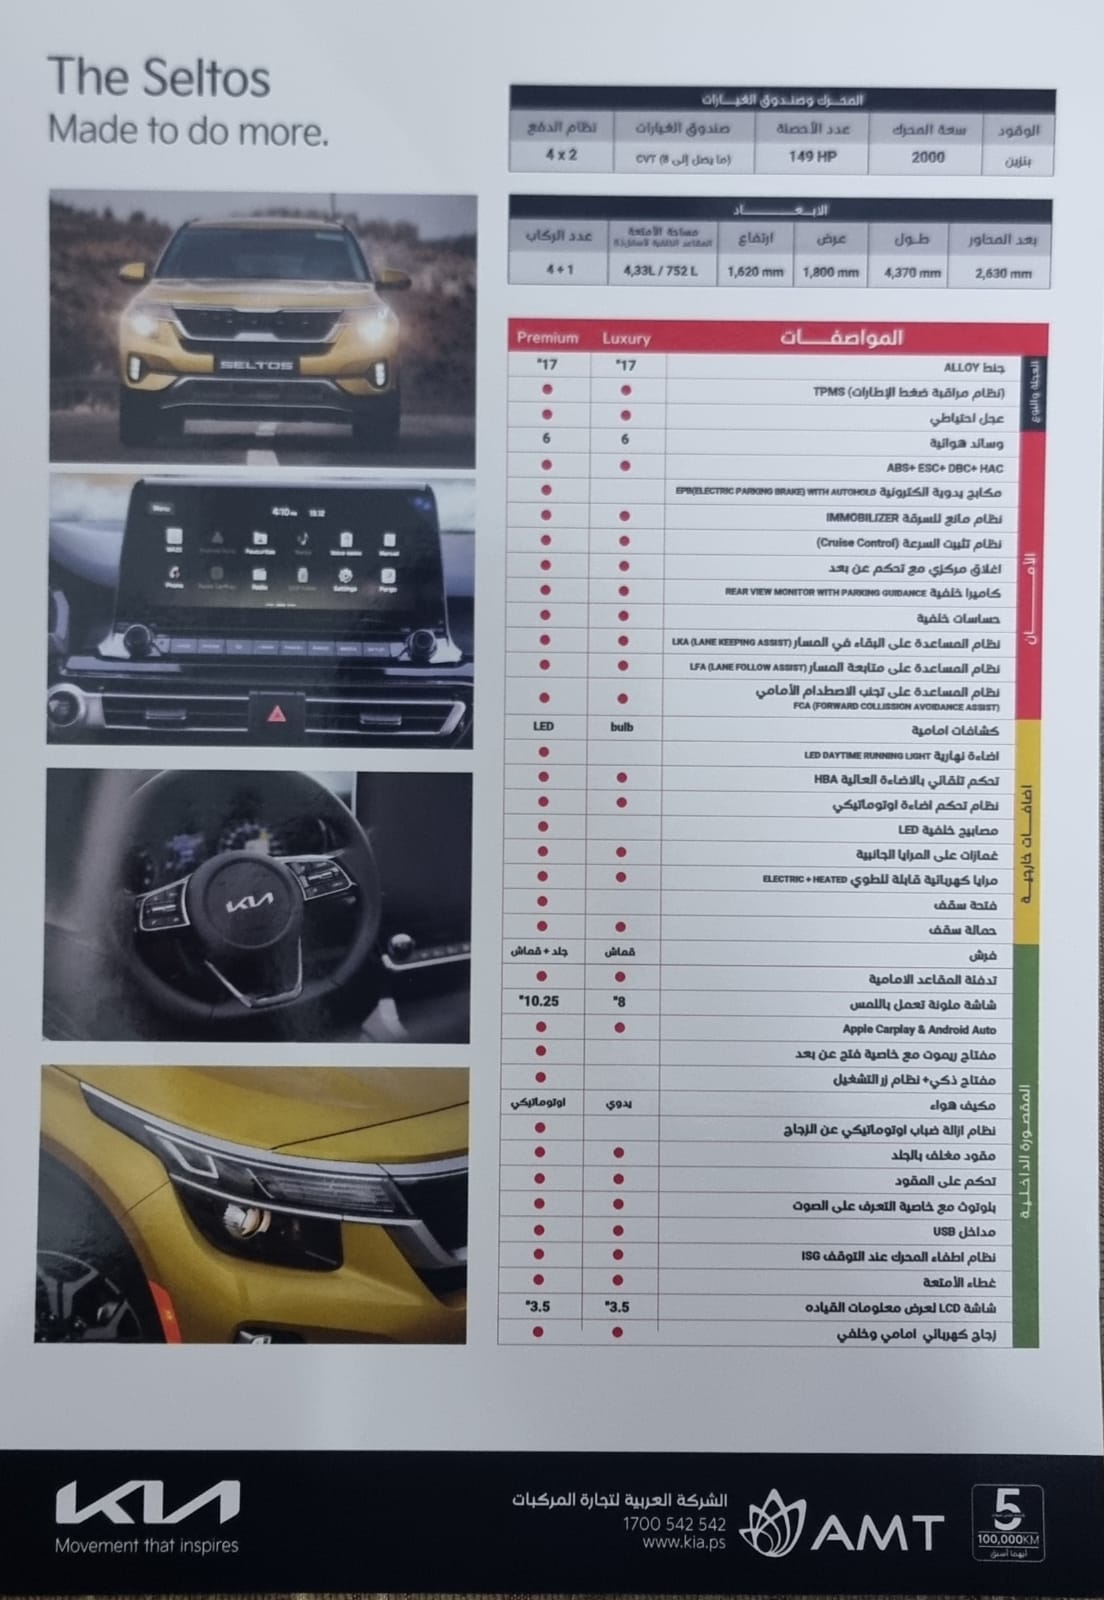 The Seltos
Made to do more.
المحرك وصندوق الغيارات
الوقود سعة المحرك عدد الأحصنة صندوق الغيارات نظام الدفع
بنزين 2000 149 HP CVT (ما يصل إلى 8) 4 x 2
الابعاد
بعد المحاور طول عرض ارتفاع مساحة الأمتعة عدد الركاب
2,630 mm 4,370 mm 1,800 mm 1,620 mm 4,33L / 752 L 4 + 1
المواصفات Luxury Premium
العجلة والنوع
جنط ALLOY 17" 17"
TPMS (نظام مراقبة ضغط الإطارات) ● ●
عجل احتياطي ● ●
الأمان
وسائد هوائية 6 6
ABS+ ESC+ DBC+ HAC ● ●
مكابح يدوية الكترونية EPB(ELECTRIC PARKING BRAKE) WITH AUTOHOLD ●
نظام مانع للسرقة IMMOBILIZER ● ●
نظام تثبيت السرعة (Cruise Control) ● ●
اغلاق مركزي مع تحكم عن بعد ● ●
كاميرا خلفية REAR VIEW MONITOR WITH PARKING GUIDANCE ● ●
حساسات خلفية ● ●
نظام المساعدة على البقاء في المسار LKA (LANE KEEPING ASSIST) ● ●
نظام المساعدة على متابعة المسار LFA (LANE FOLLOW ASSIST) ● ●
نظام المساعدة على تجنب الاصطدام الأمامي ● ●
FCA (FORWARD COLLISSION AVOIDANCE ASSIST)
اضافات خارجية
كشافات امامية bulb LED
اضاءة نهارية LED DAYTIME RUNNING LIGHT ●
تحكم تلقائي بالاضاءة العالية HBA ● ●
نظام تحكم اضاءة اوتوماتيكي ● ●
مصابيح خلفية LED ●
غمازات على المرايا الجانبية ● ●
مرايا كهربائية قابلة للطوي ELECTRIC + HEATED ● ●
فتحة سقف ●
حمالة سقف ● ●
المقصورة الداخلية
فرش قماش جلد + قماش
تدفئة المقاعد الامامية ● ●
شاشة ملونة تعمل باللمس 8" 10.25"
Apple Carplay & Android Auto ● ●
مفتاح ريموت مع خاصية فتح عن بعد ●
مفتاح ذكي+ نظام زر التشغيل ●
مكيف هواء يدوي اوتوماتيكي
نظام ازالة ضباب اوتوماتيكي عن الزجاج ●
مقود مغلف بالجلد ● ●
تحكم على المقود ● ●
بلوتوث مع خاصية التعرف على الصوت ● ●
مداخل USB ● ●
نظام اطفاء المحرك عند التوقف ISG ● ●
غطاء الأمتعة ● ●
شاشة LCD لعرض معلومات القياده 3.5" 3.5"
زجاج كهربائي امامي وخلفي ● ●
SELTOS
Menu
4:10
Favourites
Voice memo
Manual
Phone
Radio
Settings
KIA
KIA
Movement that inspires
الشركة العربية لتجارة المركبات
1700 542 542
www.kia.ps
AMT
5
100,000KM
أيهما أسبق